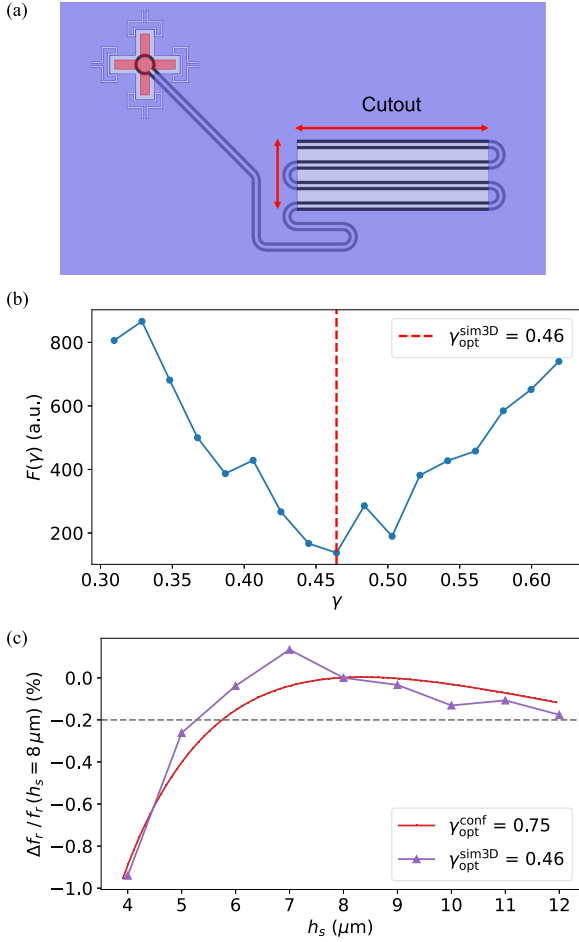 (a)
Cutout
(b)
F(γ) (a.u.)
800
600
400
200
γ_opt^sim3D = 0.46
0.30 0.35 0.40 0.45 0.50 0.55 0.60
γ
(c)
Δf_r / f_r (h_s = 8 μm) (%)
0.0
−0.2
−0.4
−0.6
−0.8
−1.0
γ_opt^conf = 0.75
γ_opt^sim3D = 0.46
4 5 6 7 8 9 10 11 12
h_s (μm)